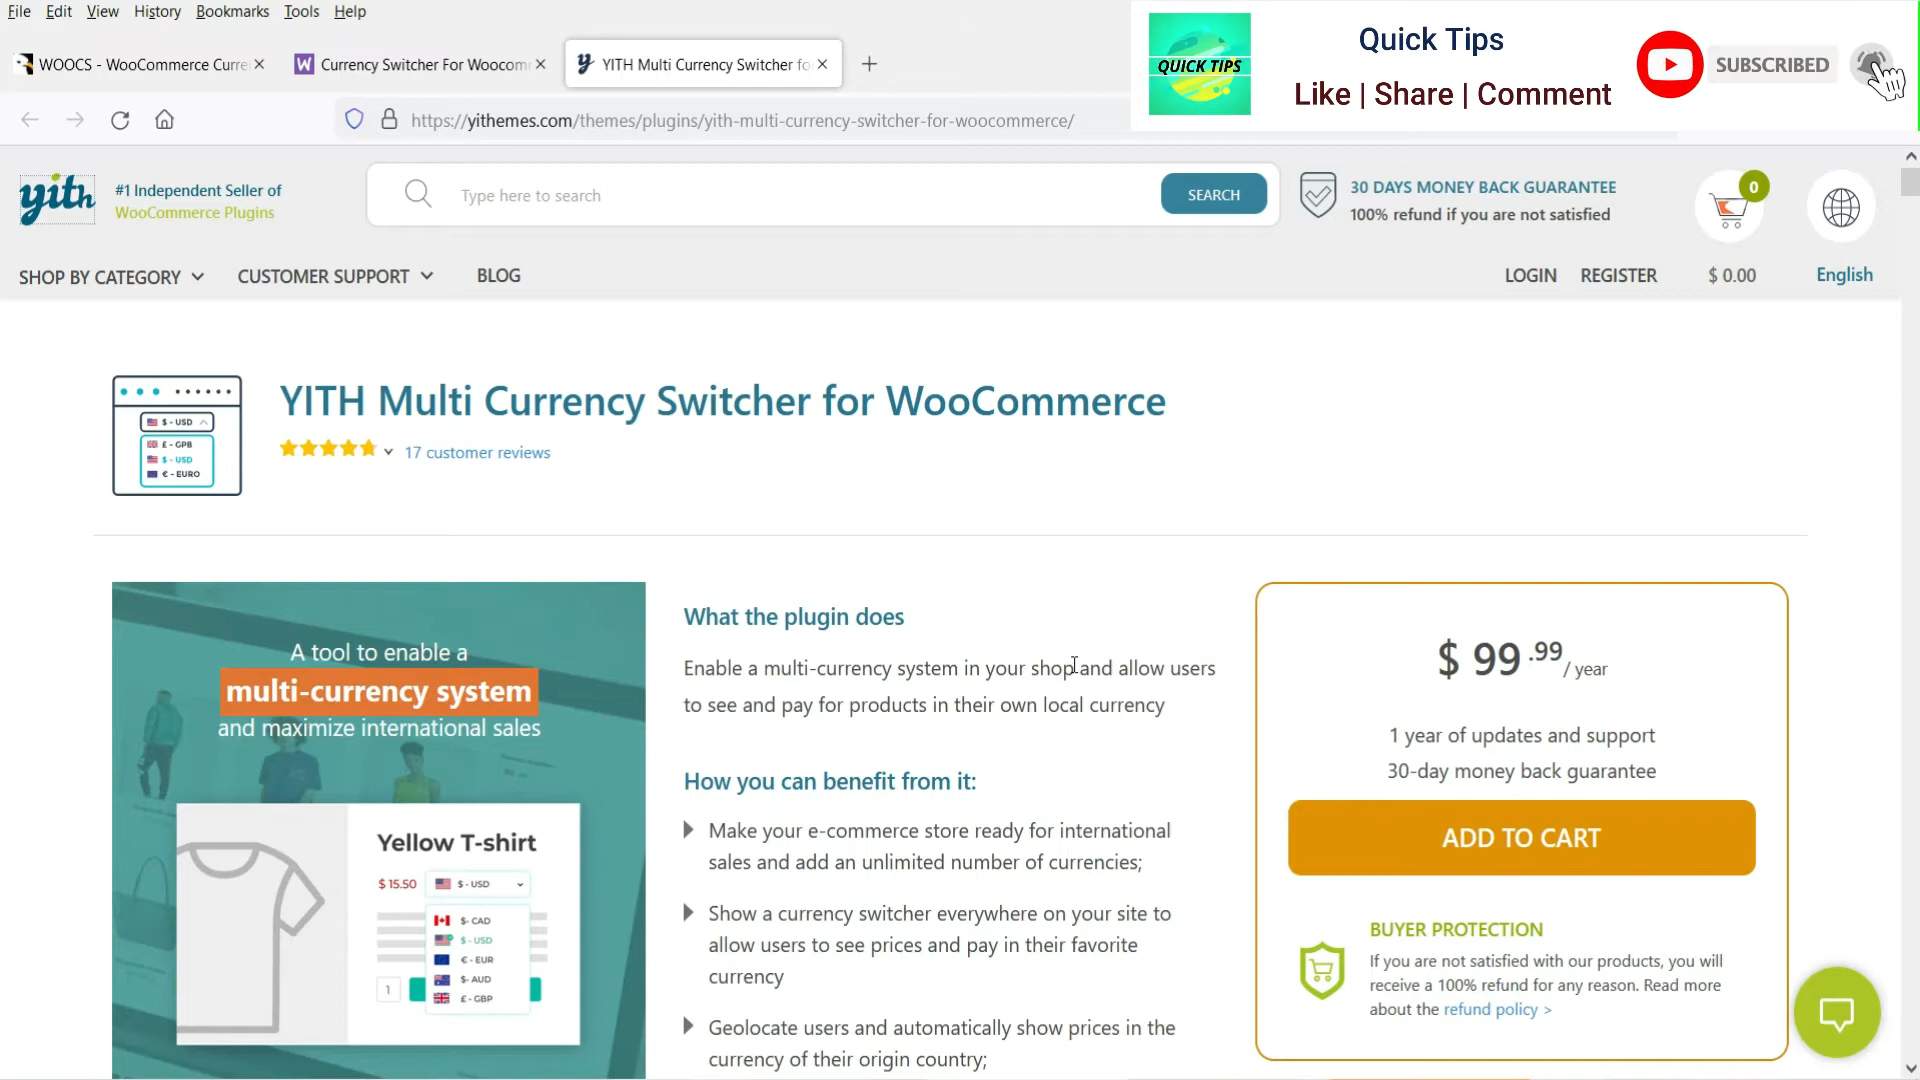 File Edit View History Bookmarks Tools Help
WOOCS - WooCommerce Curre
Currency Switcher For Woocom
YITH Multi Currency Switcher fo
QUICK TIPS
Quick Tips
Like | Share | Comment
SUBSCRIBED
https://yithemes.com/themes/plugins/yith-multi-currency-switcher-for-woocommerce/
yith
#1 Independent Seller of
WooCommerce Plugins
Type here to search
SEARCH
30 DAYS MONEY BACK GUARANTEE
100% refund if you are not satisfied
0
SHOP BY CATEGORY
CUSTOMER SUPPORT
BLOG
LOGIN
REGISTER
$ 0.00
English
$ - USD
£ - GPB
$ - USD
€ - EURO
YITH Multi Currency Switcher for WooCommerce
17 customer reviews
A tool to enable a
multi-currency system
and maximize international sales
Yellow T-shirt
$ 15.50
$ - USD
$- CAD
$ - USD
€ - EUR
$- AUD
£ - GBP
1
What the plugin does
Enable a multi-currency system in your shop and allow users
to see and pay for products in their own local currency
How you can benefit from it:
Make your e-commerce store ready for international
sales and add an unlimited number of currencies;
Show a currency switcher everywhere on your site to
allow users to see prices and pay in their favorite
currency
Geolocate users and automatically show prices in the
currency of their origin country;
$ 99 .99 / year
1 year of updates and support
30-day money back guarantee
ADD TO CART
BUYER PROTECTION
If you are not satisfied with our products, you will
receive a 100% refund for any reason. Read more
about the refund policy >